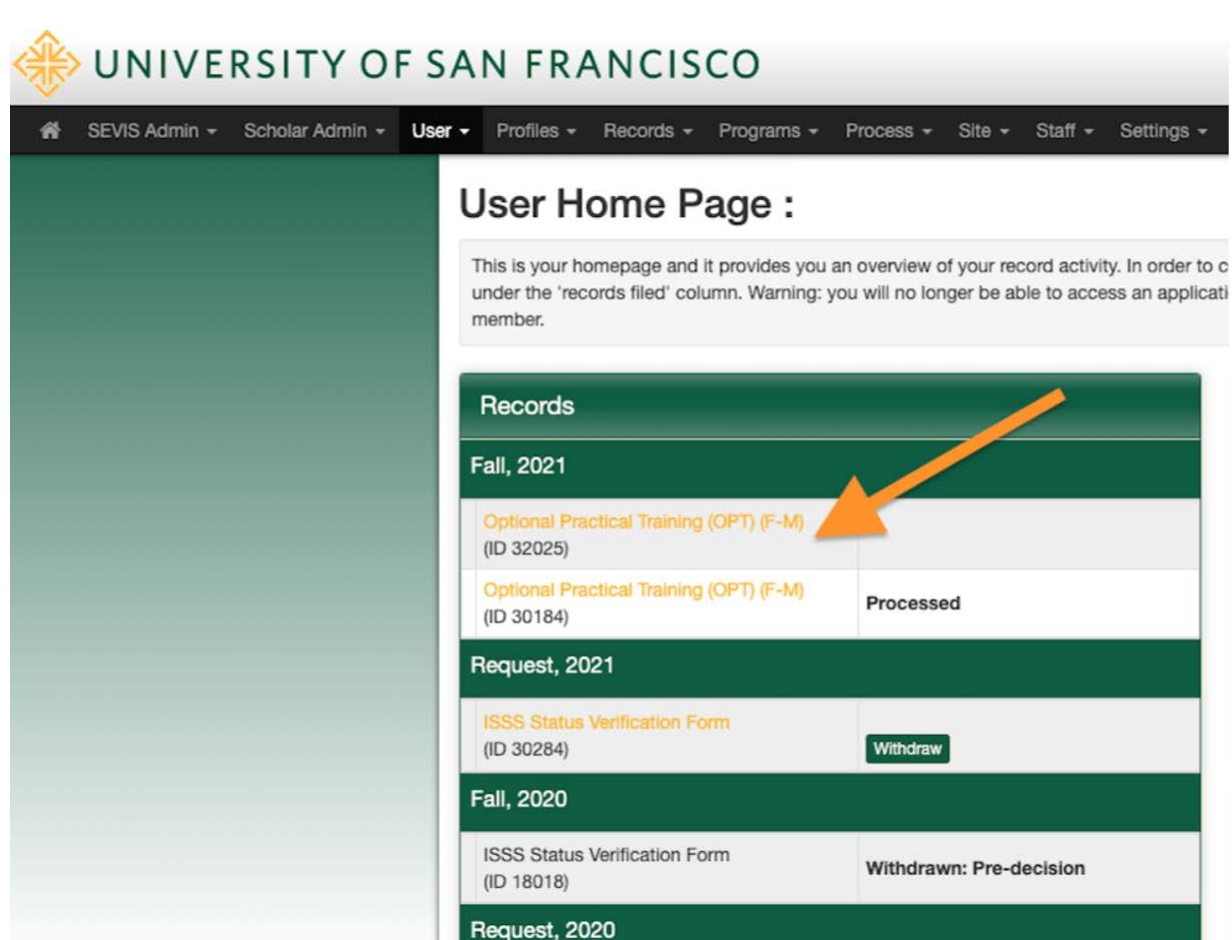 UNIVERSITY OF SAN FRANCISCO
SEVIS Admin Scholar Admin User Profiles Records Programs Process Site Staff Settings
User Home Page :
This is your homepage and it provides you an overview of your record activity. In order to c
under the 'records filed' column. Warning: you will no longer be able to access an applicati
member.
Records
Fall, 2021
Optional Practical Training (OPT) (F-M)
(ID 32025)
Optional Practical Training (OPT) (F-M)
(ID 30184)
Processed
Request, 2021
ISSS Status Verification Form
(ID 30284)
Withdraw
Fall, 2020
ISSS Status Verification Form
(ID 18018)
Withdrawn: Pre-decision
Request, 2020